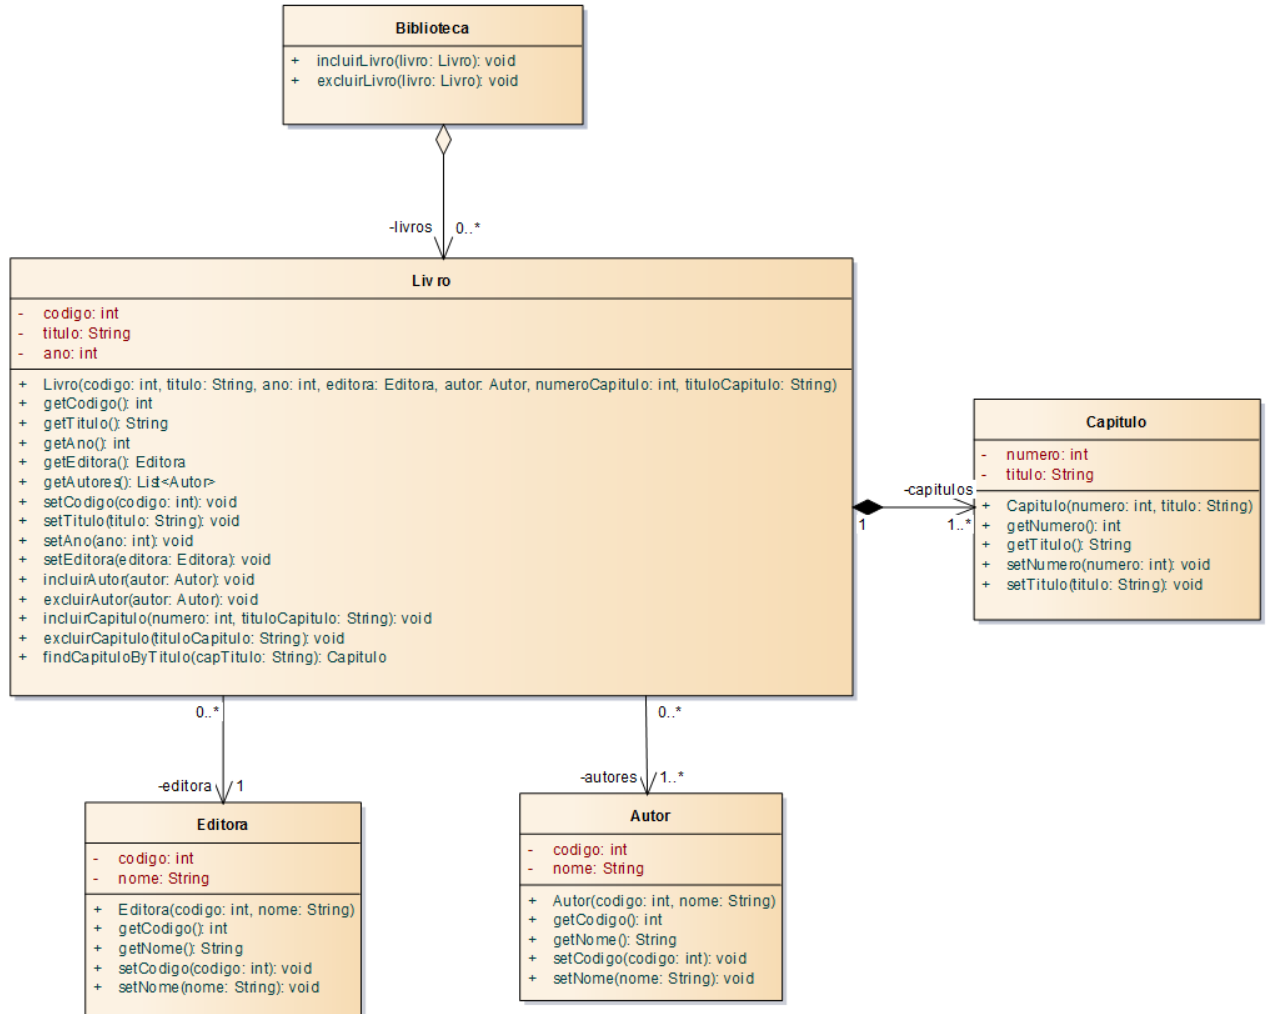 Biblioteca
+ incluirLivro(livro: Livro): void
+ excluirLivro(livro: Livro): void
-livros 0..*
Livro
- codigo: int
- titulo: String
- ano: int
+ Livro(codigo: int, titulo: String, ano: int, editora: Editora, autor: Autor, numeroCapitulo: int, tituloCapitulo: String)
+ getCodigo(): int
+ getTitulo(): String
+ getAno(): int
+ getEditora(): Editora
+ getAutores(): List<Autor>
+ setCodigo(codigo: int): void
+ setTitulo(titulo: String): void
+ setAno(ano: int): void
+ setEditora(editora: Editora): void
+ incluirAutor(autor: Autor): void
+ excluirAutor(autor: Autor): void
+ incluirCapitulo(numero: int, tituloCapitulo: String): void
+ excluirCapitulo(tituloCapitulo: String): void
+ findCapituloByTitulo(capTitulo: String): Capitulo
-capitulos
1 1..*
Capitulo
- numero: int
- titulo: String
+ Capitulo(numero: int, titulo: String)
+ getNumero(): int
+ getTitulo(): String
+ setNumero(numero: int): void
+ setTitulo(titulo: String): void
0..*
-editora 1
Editora
- codigo: int
- nome: String
+ Editora(codigo: int, nome: String)
+ getCodigo(): int
+ getNome(): String
+ setCodigo(codigo: int): void
+ setNome(nome: String): void
0..*
-autores 1..*
Autor
- codigo: int
- nome: String
+ Autor(codigo: int, nome: String)
+ getCodigo(): int
+ getNome(): String
+ setCodigo(codigo: int): void
+ setNome(nome: String): void